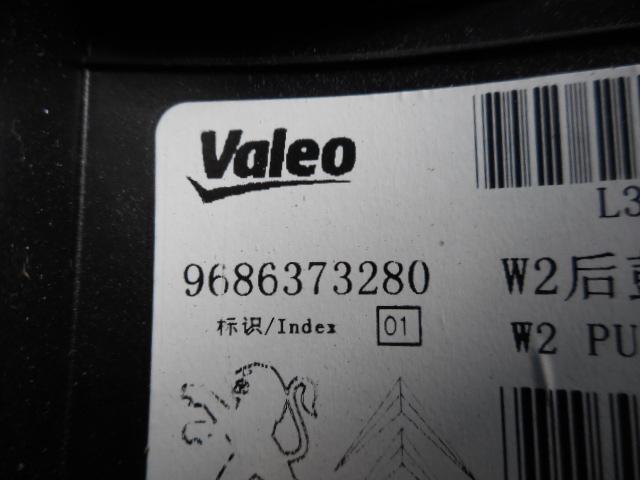 Valeo
L3
9686373280
W2后
标识/Index 01
W2 PU